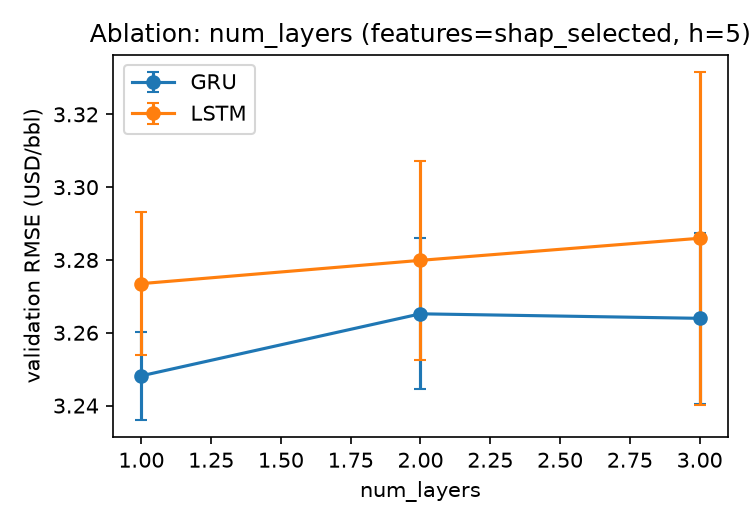 Ablation: num_layers (features=shap_selected, h=5)
GRU
LSTM
validation RMSE (USD/bbl)
3.32
3.30
3.28
3.26
3.24
1.00 1.25 1.50 1.75 2.00 2.25 2.50 2.75 3.00
num_layers